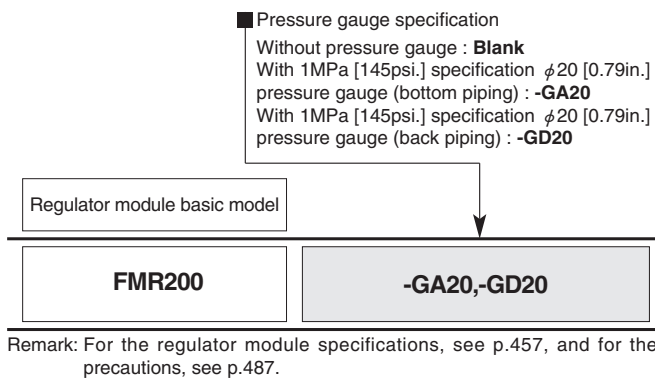 ■ Pressure gauge specification
Without pressure gauge : Blank
With 1MPa [145psi.] specification ϕ20 [0.79in.]
pressure gauge (bottom piping) : -GA20
With 1MPa [145psi.] specification ϕ20 [0.79in.]
pressure gauge (back piping) : -GD20
Regulator module basic model
FMR200
-GA20,-GD20
Remark: For the regulator module specifications, see p.457, and for the
precautions, see p.487.